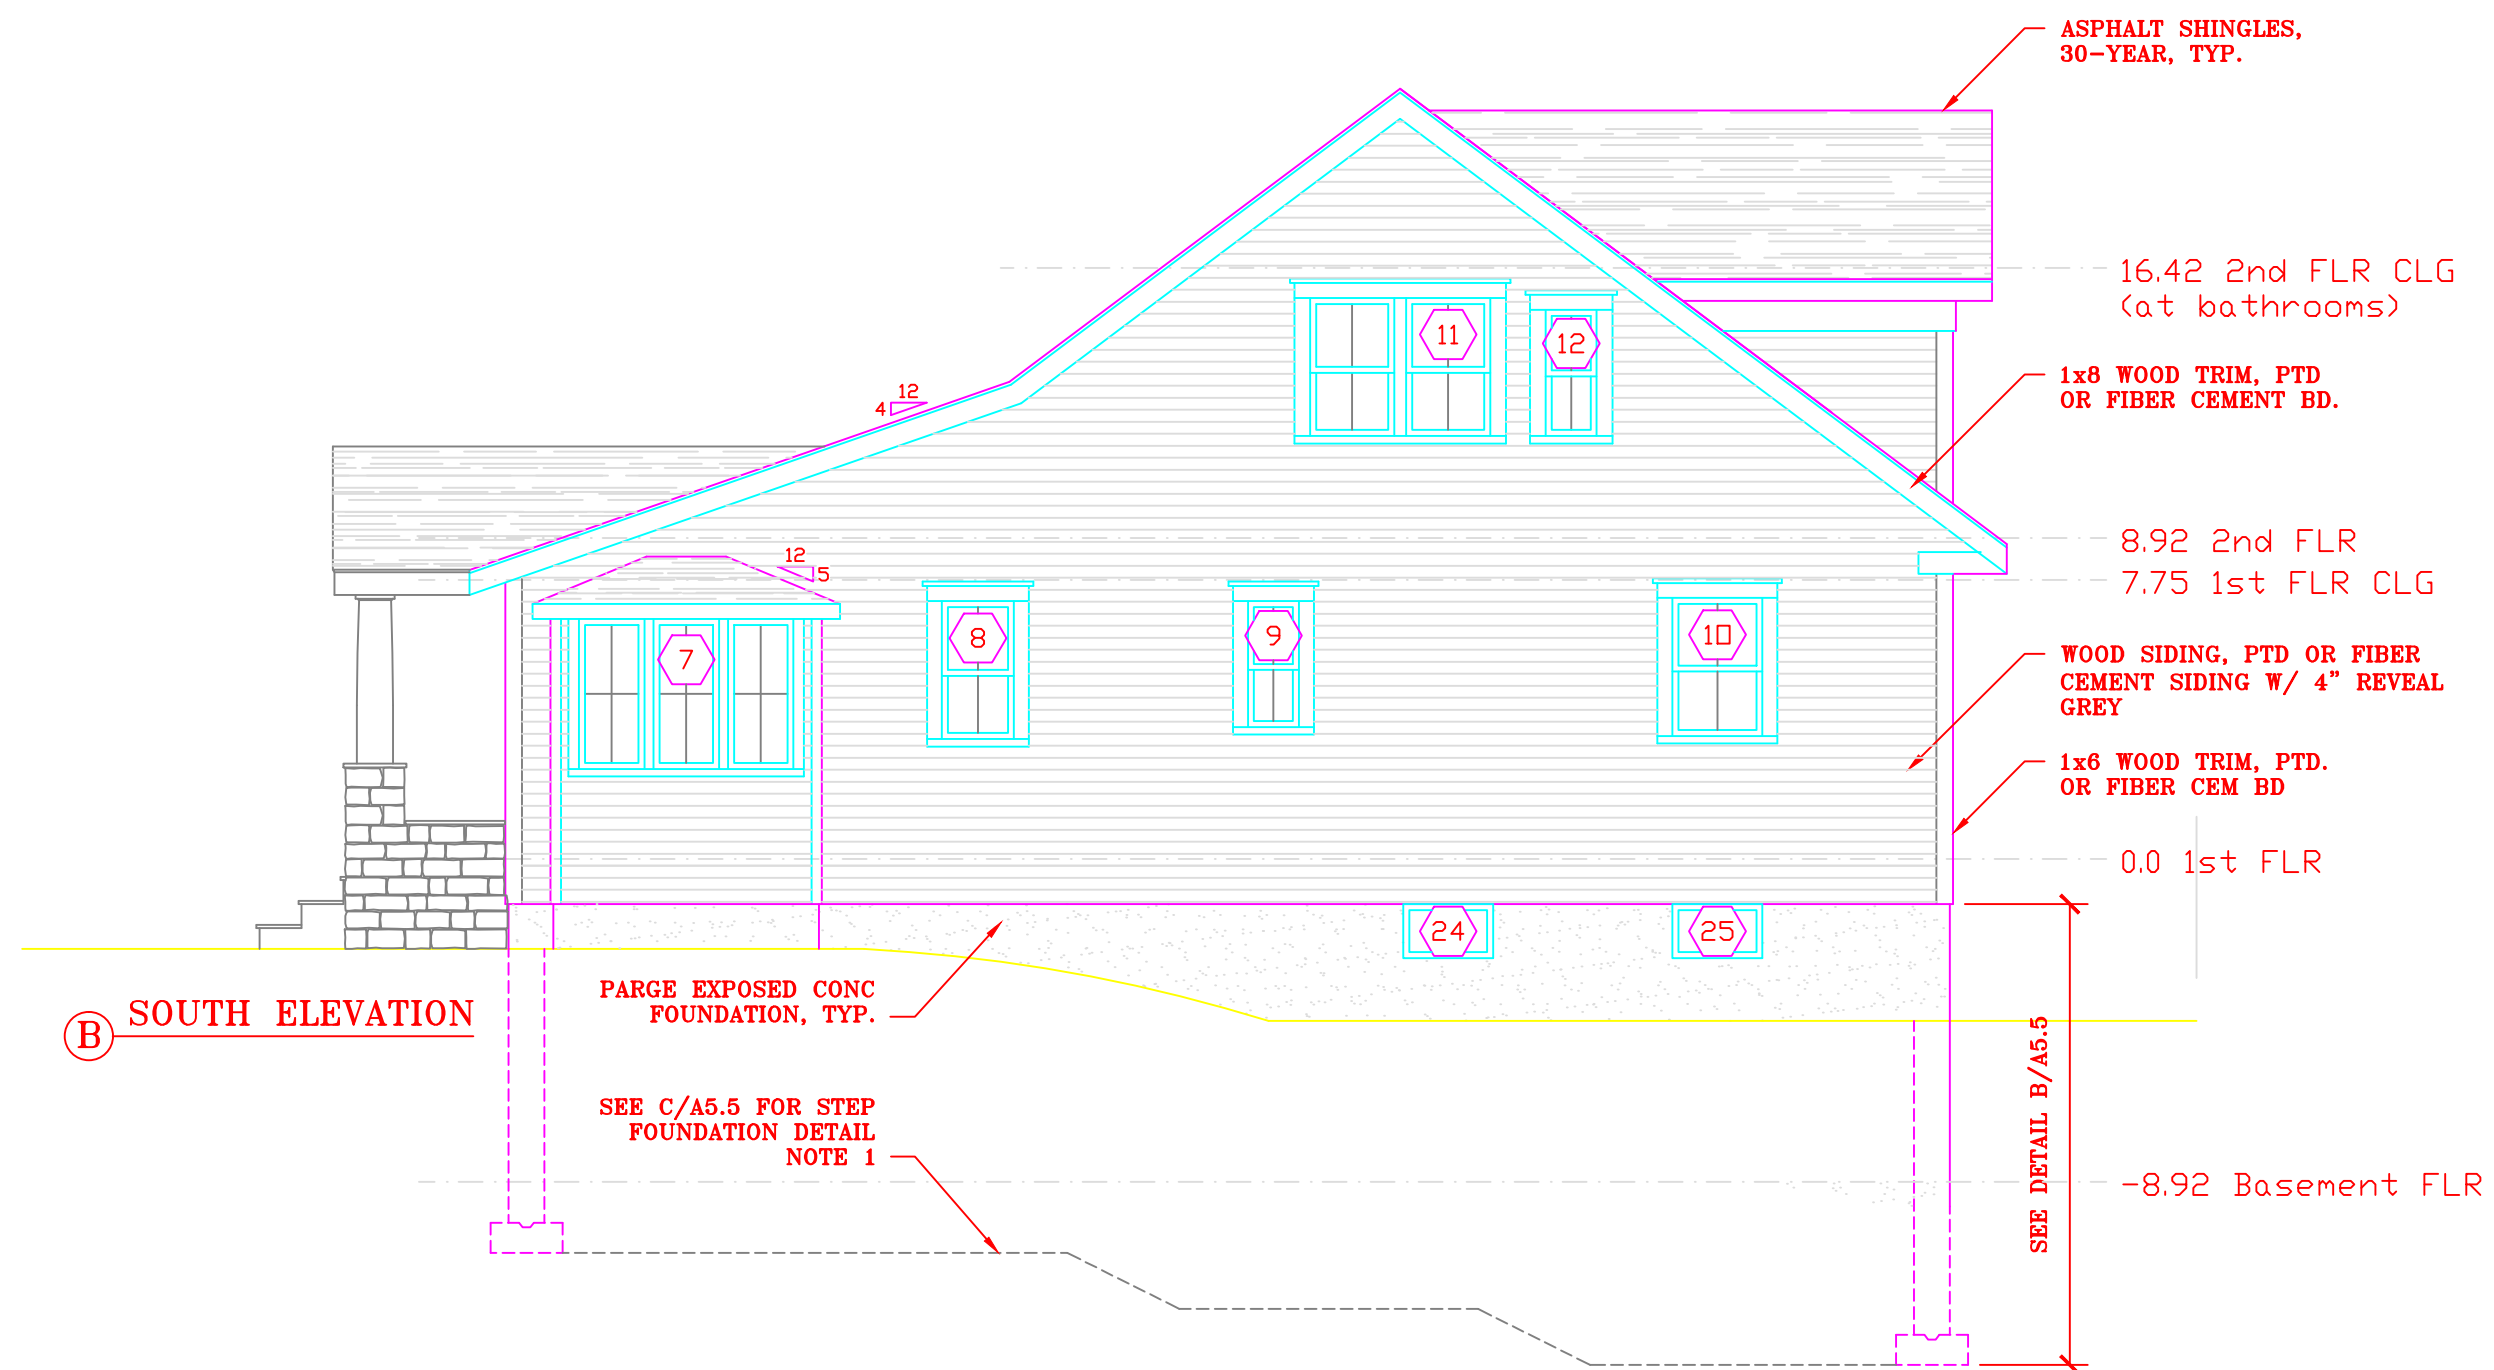 ASPHALT SHINGLES,
30-YEAR, TYP.
16.42 2nd FLR CLG
(at bathrooms)
11
12
1x8 WOOD TRIM, PTD
OR FIBER CEMENT BD.
12
4
8.92 2nd FLR
12
5
7.75 1st FLR CLG
7
8
9
10
WOOD SIDING, PTD OR FIBER
CEMENT SIDING W/ 4" REVEAL
GREY
1x6 WOOD TRIM, PTD.
OR FIBER CEM BD
0.0 1st FLR
24
25
PARGE EXPOSED CONC
FOUNDATION, TYP.
B
SOUTH ELEVATION
SEE DETAIL B/A5.5
SEE C/A5.5 FOR STEP
FOUNDATION DETAIL
NOTE 1
-8.92 Basement FLR